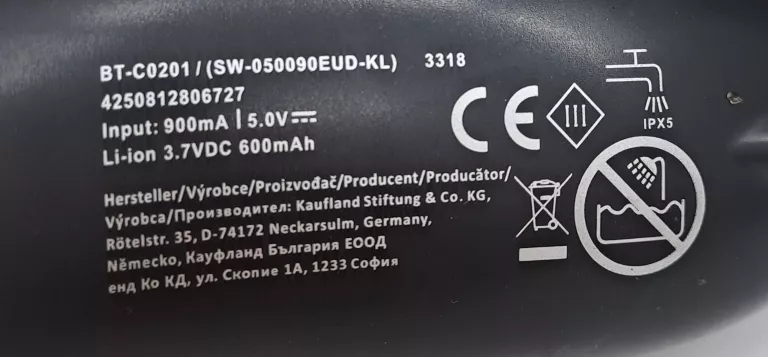 BT-C0201 / (SW-050090EUD-KL) 3318
4250812806727
Input: 900mA | 5.0V
Li-ion 3.7VDC 600mAh
CE
III
IPX5
Hersteller/Výrobce/Proizvođač/Producent/Producător/
Výrobca/Производител: Kaufland Stiftung & Co. KG,
Rötelstr. 35, D-74172 Neckarsulm, Germany,
Německo, Кауфланд България ЕООД
енд Ко КД, ул. Скопие 1А, 1233 София